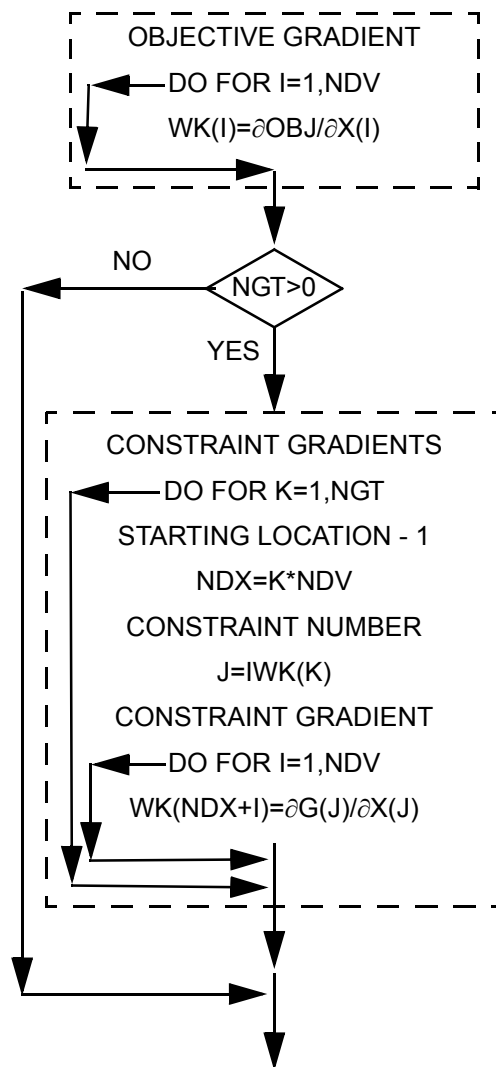 OBJECTIVE GRADIENT
DO FOR I=1,NDV
WK(I)=∂OBJ/∂X(I)
NO
NGT>0
YES
CONSTRAINT GRADIENTS
DO FOR K=1,NGT
STARTING LOCATION - 1
NDX=K*NDV
CONSTRAINT NUMBER
J=IWK(K)
CONSTRAINT GRADIENT
DO FOR I=1,NDV
WK(NDX+I)=∂G(J)/∂X(J)